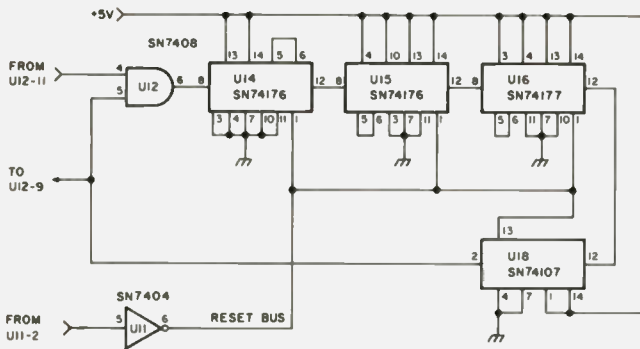 +5V
SN7408
13 14 5 6
4 10 13 14
3 4 13 14
FROM
U12-11
4
5
U12
6
8
U14
SN74176
12
8
U15
SN74176
12
8
U16
SN74177
12
3 4 7 10 11 1
5 6 3 7 11 1
5 6 11 7 10 1
TO
U12-9
13
2
U18
SN74107
12
4 7 1 14
SN7404
FROM
U11-2
5
U11
6
RESET BUS